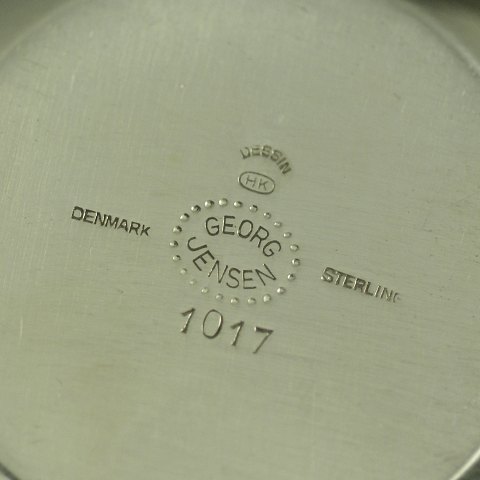 DESSIN
HK
DENMARK
GEORG
JENSEN
STERLING
1017